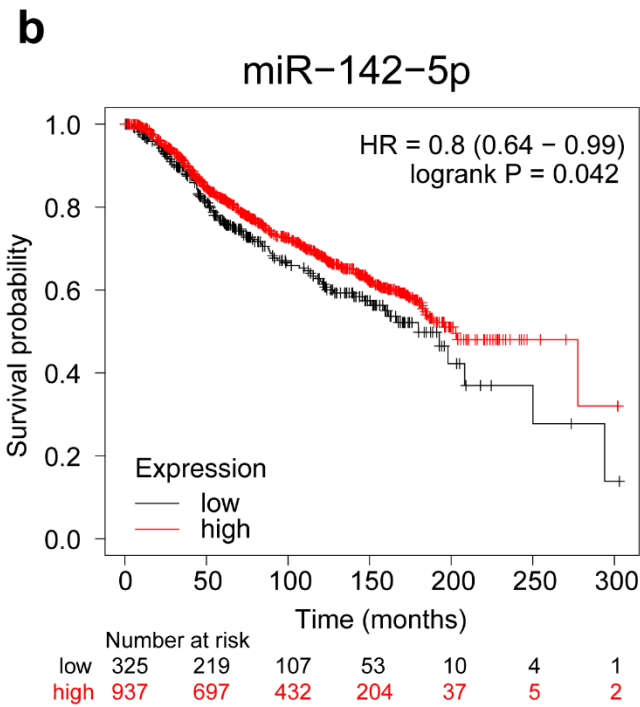 b
miR−142−5p
HR = 0.8 (0.64 − 0.99)
logrank P = 0.042
Survival probability
1.0
0.8
0.6
0.4
0.2
0.0
Expression
low
high
0 50 100 150 200 250 300
Time (months)
Number at risk
low 325 219 107 53 10 4 1
high 937 697 432 204 37 5 2